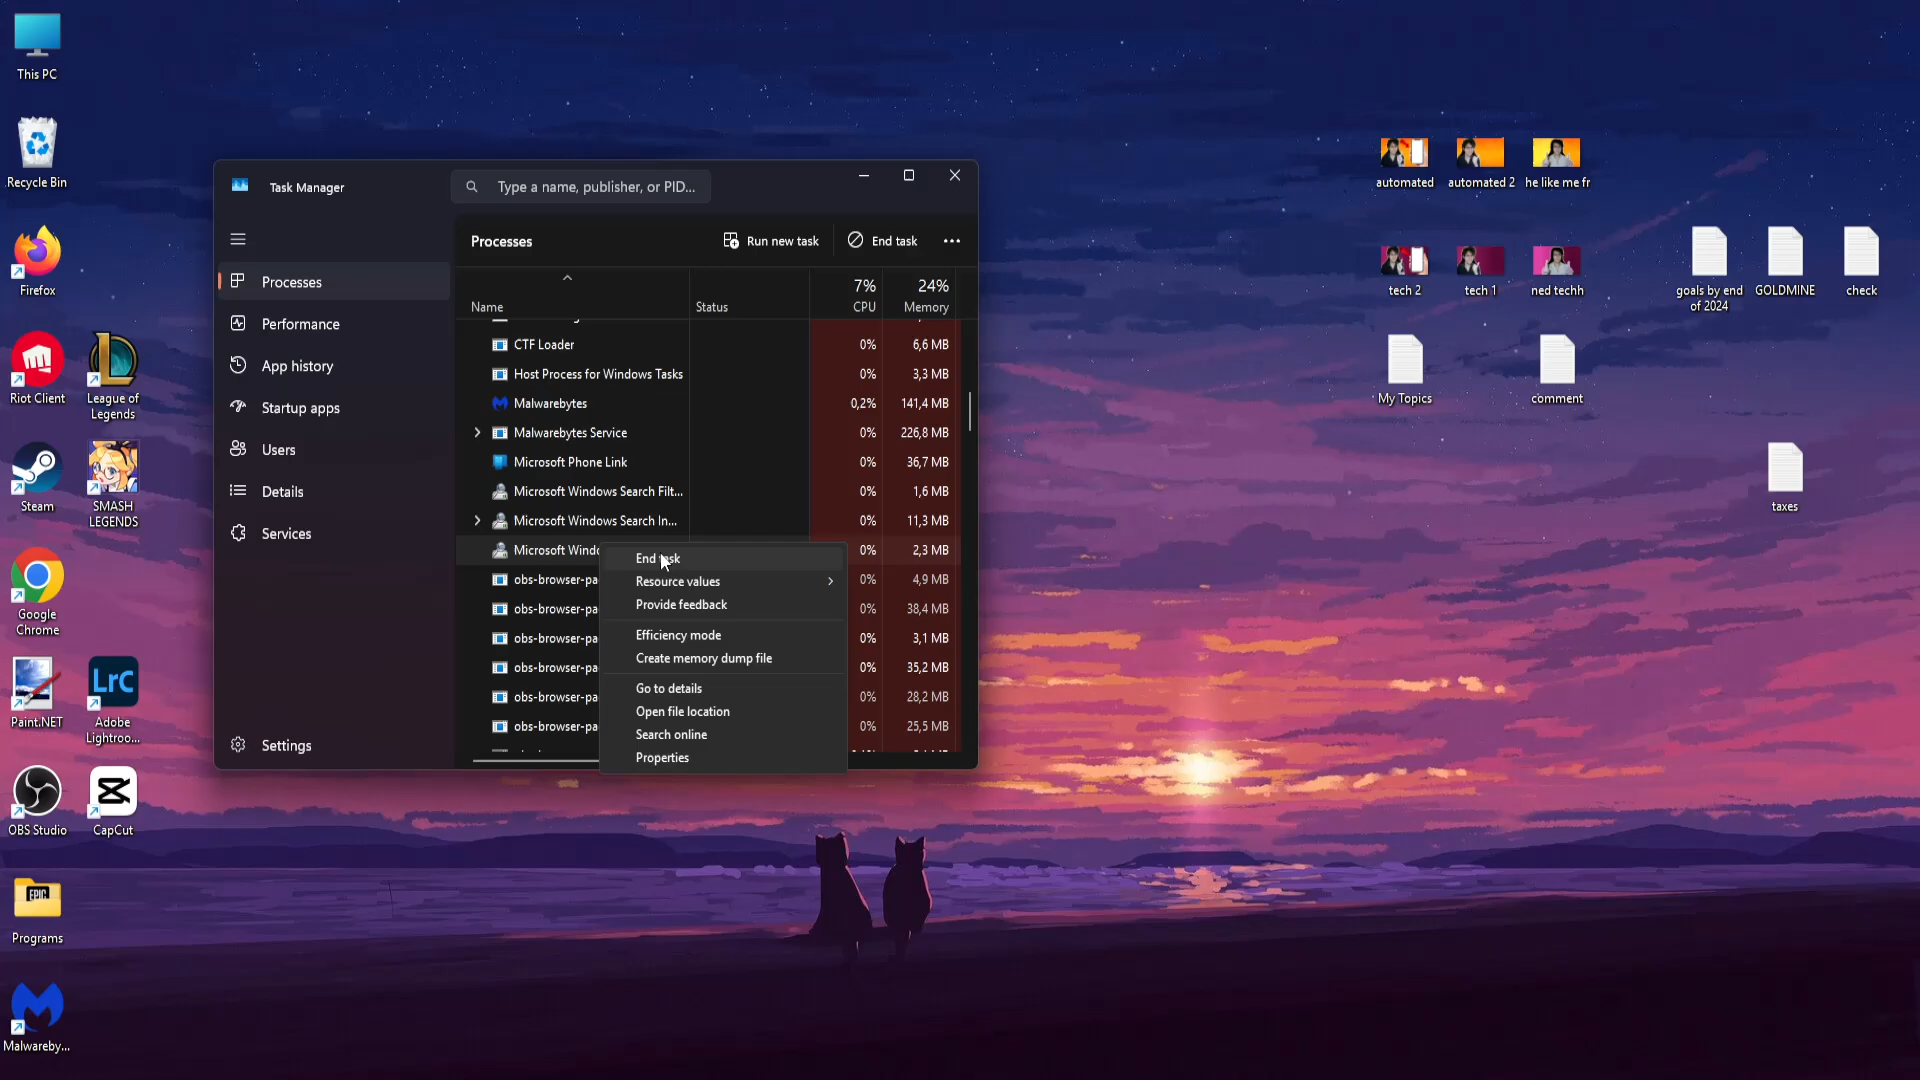 This PC
Recycle Bin
Firefox
Riot Client
League of
Legends
Steam
SMASH
LEGENDS
Google
Chrome
Paint.NET
LrC
Adobe
Lightroo...
OBS Studio
CapCut
EPIC
Programs
Malwareby...
Task Manager
Type a name, publisher, or PID...
Processes
Performance
App history
Startup apps
Users
Details
Services
Settings
Processes
Run new task
End task
Name
Status
7%
CPU
24%
Memory
CTF Loader 0% 6,6 MB
Host Process for Windows Tasks 0% 3,3 MB
Malwarebytes 0,2% 141,4 MB
Malwarebytes Service 0% 226,8 MB
Microsoft Phone Link 0% 36,7 MB
Microsoft Windows Search Filt... 0% 1,6 MB
Microsoft Windows Search In... 0% 11,3 MB
Microsoft Windo 0% 2,3 MB
obs-browser-pa 0% 4,9 MB
obs-browser-pa 0% 38,4 MB
obs-browser-pa 0% 3,1 MB
obs-browser-pa 0% 35,2 MB
obs-browser-pa 0% 28,2 MB
obs-browser-pa 0% 25,5 MB
End task
Resource values
Provide feedback
Efficiency mode
Create memory dump file
Go to details
Open file location
Search online
Properties
automated
automated 2
he like me fr
tech 2
tech 1
ned techh
goals by end
of 2024
GOLDMINE
check
My Topics
comment
taxes